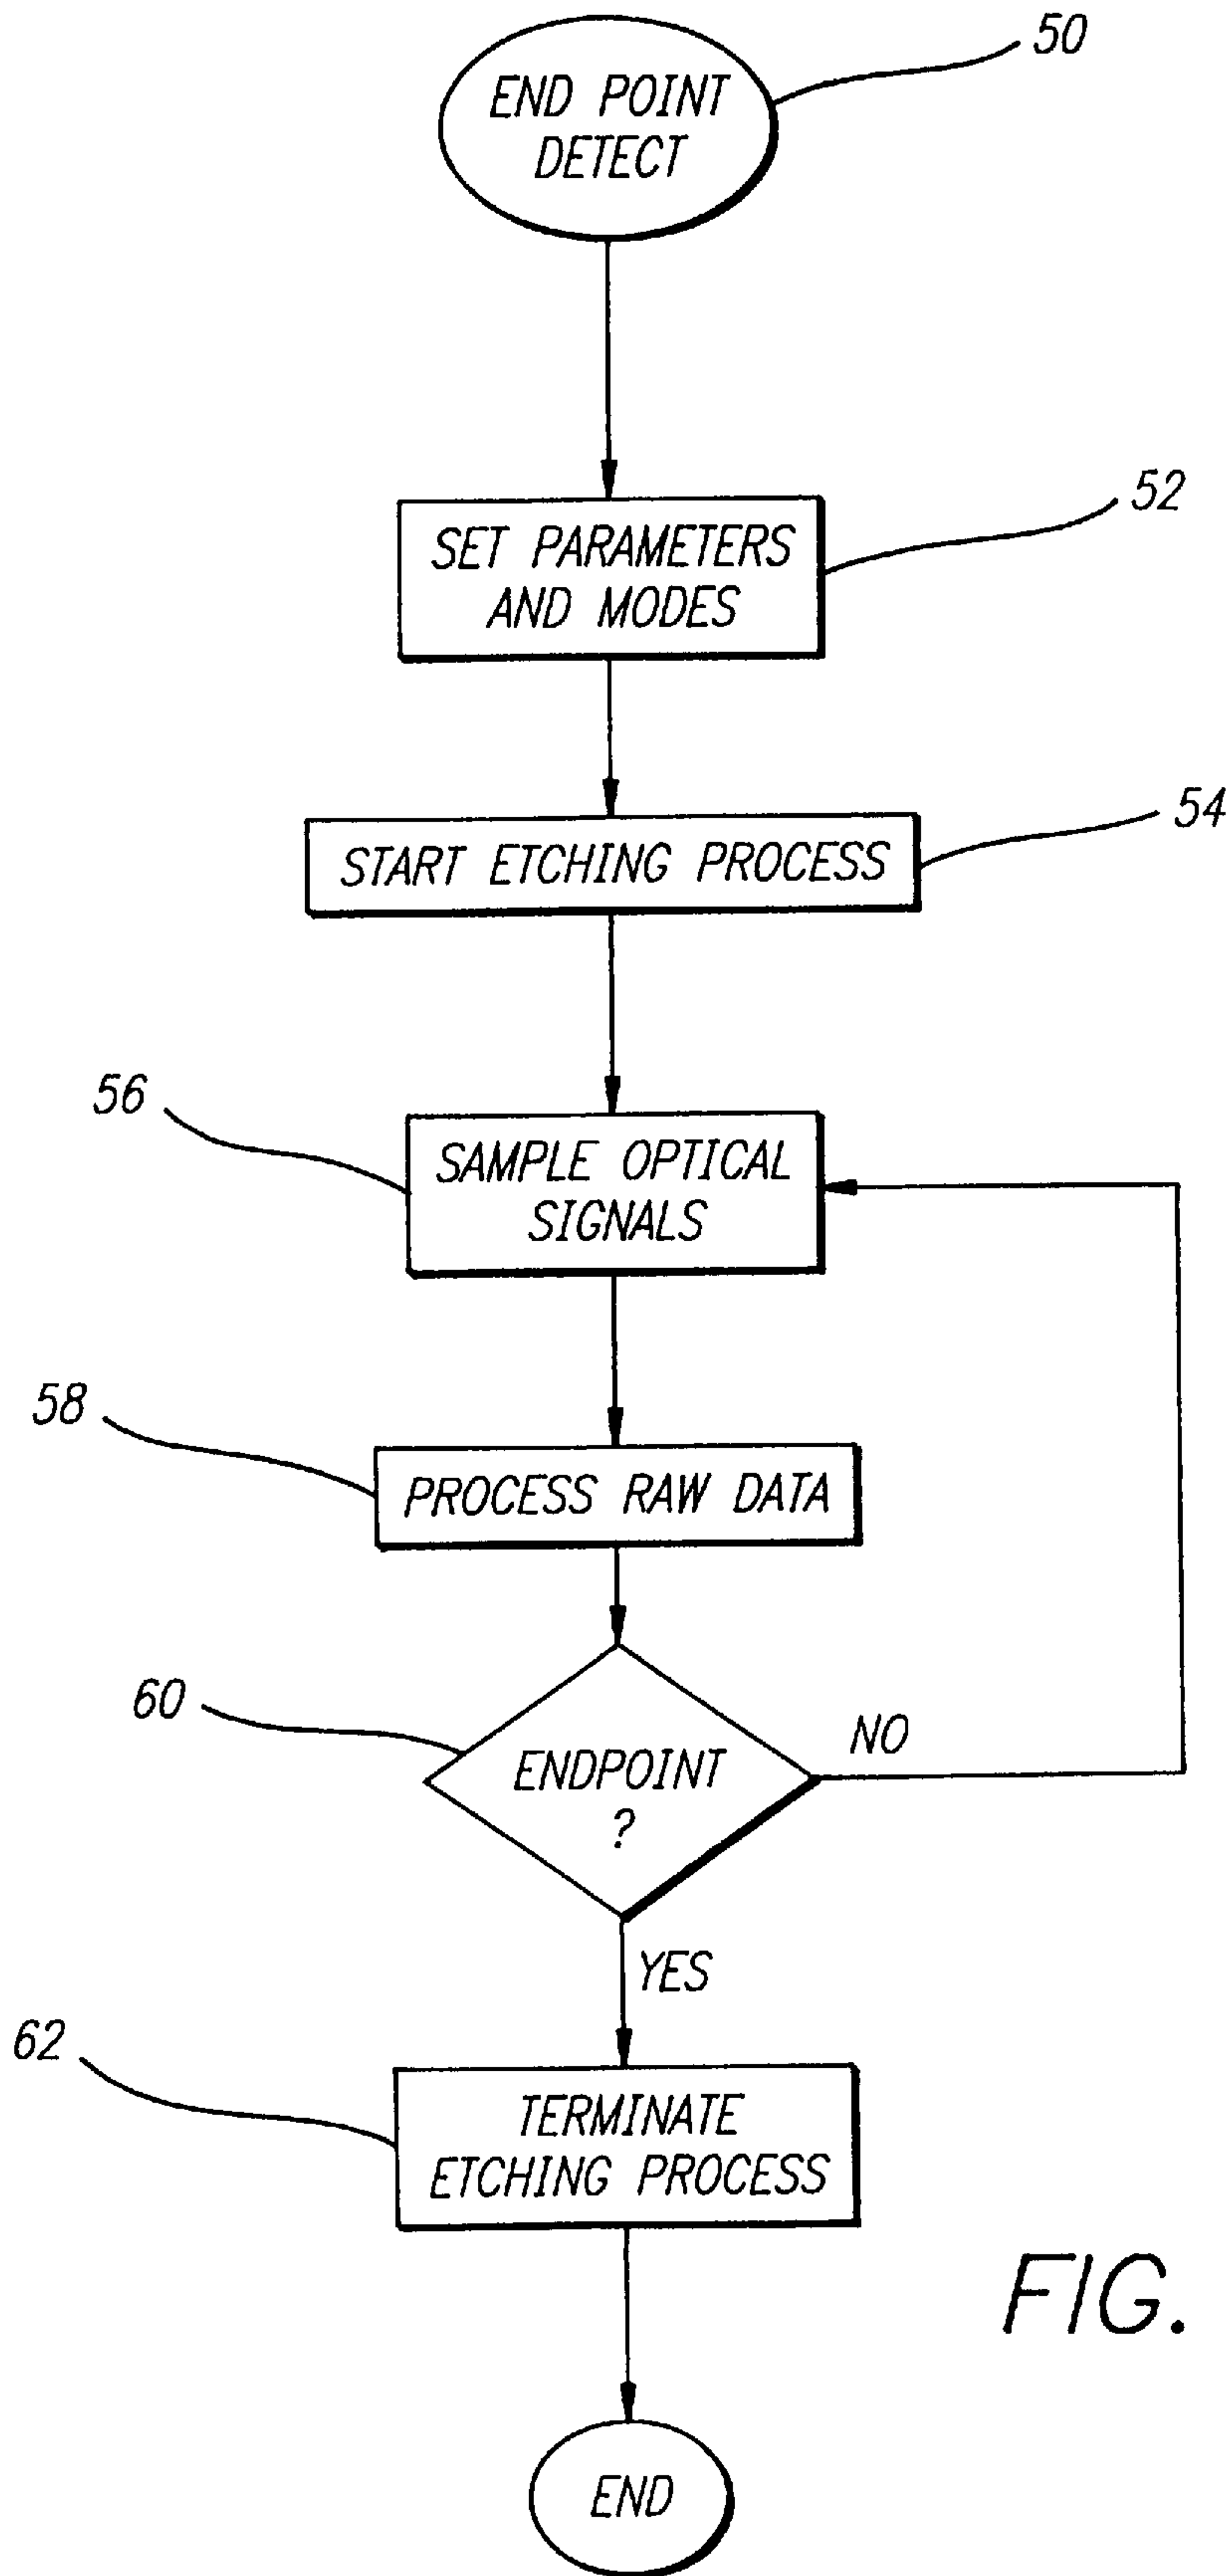 50
END POINT
DETECT
52
SET PARAMETERS
AND MODES
54
START ETCHING PROCESS
56
SAMPLE OPTICAL
SIGNALS
58
PROCESS RAW DATA
60
ENDPOINT
?
NO
YES
62
TERMINATE
ETCHING PROCESS
FIG.
END